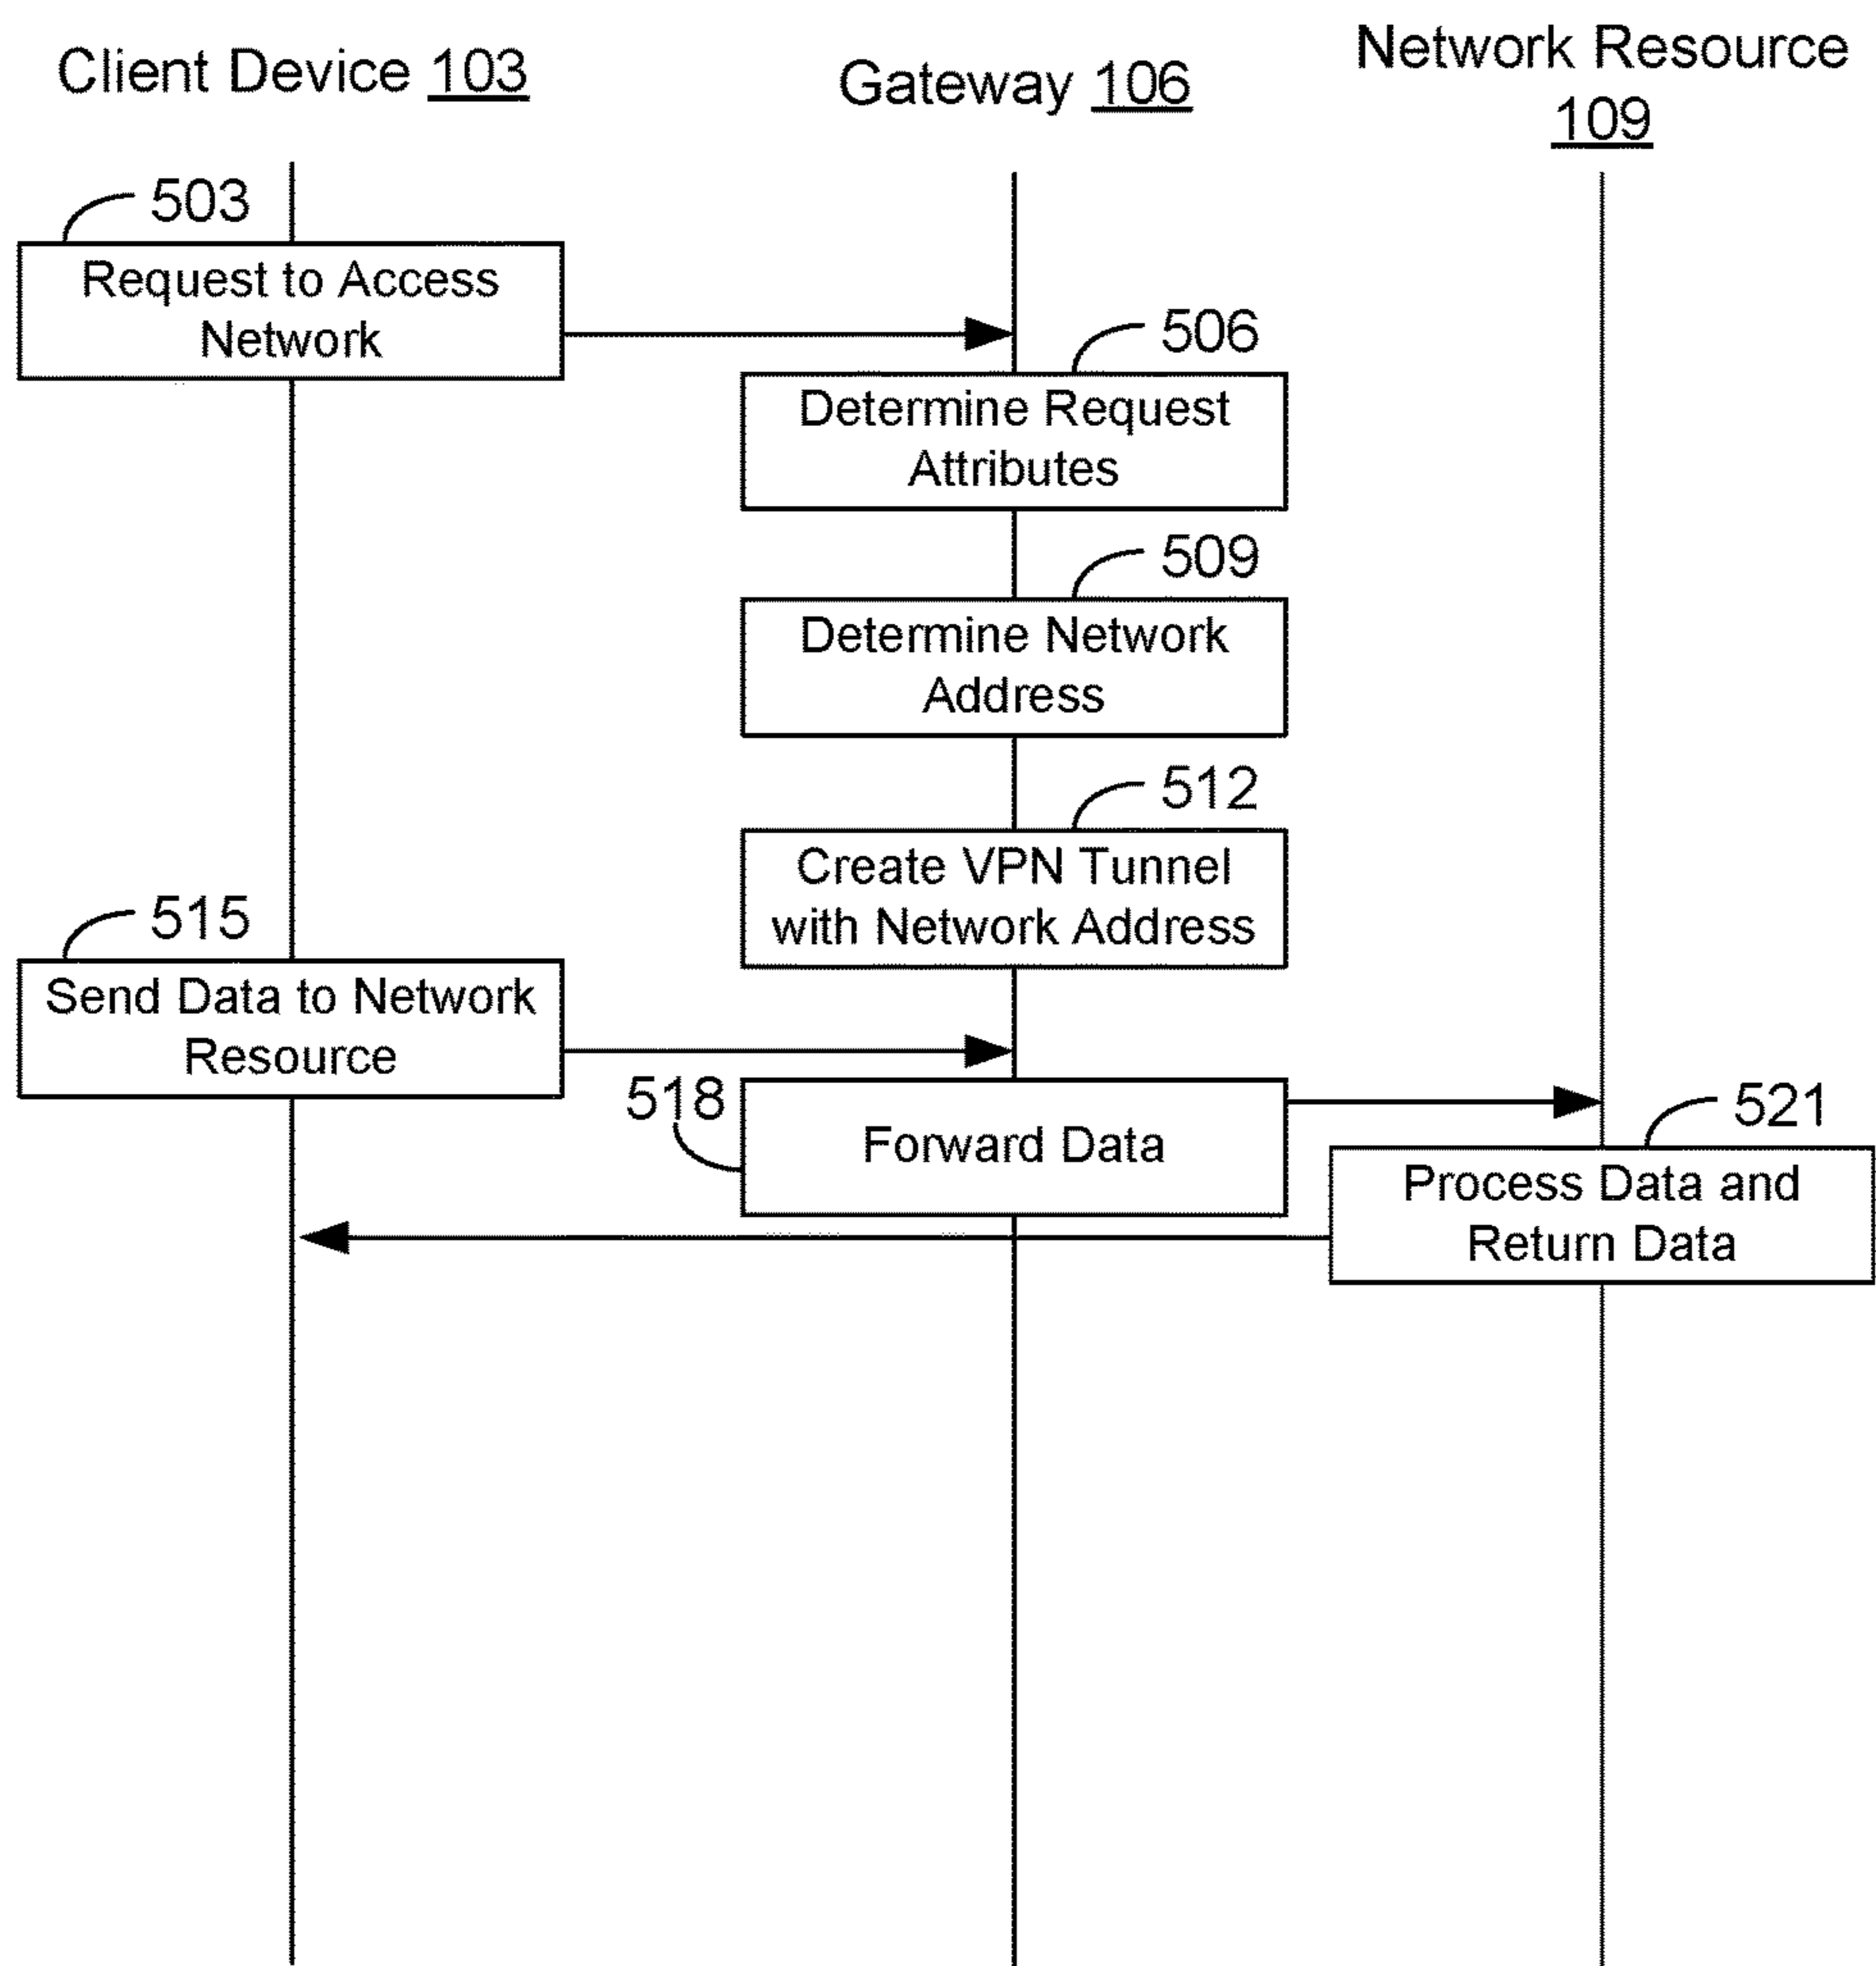 Client Device 103
Gateway 106
Network Resource
109
503
Request to Access
Network
506
Determine Request
Attributes
509
Determine Network
Address
512
Create VPN Tunnel
with Network Address
515
Send Data to Network
Resource
518
Forward Data
521
Process Data and
Return Data